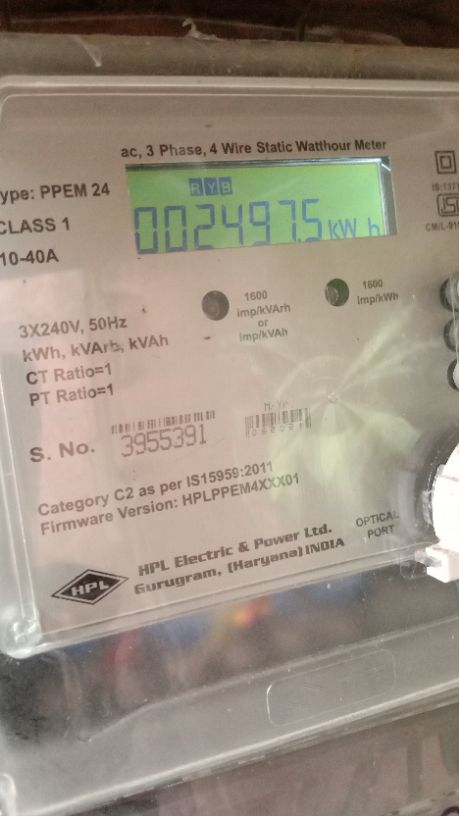 ac, 3 Phase, 4 Wire Static Watthour Meter
ype: PPEM 24
CLASS 1
10-40A
RYB
002497.5 kWh
1600
imp/kVArh
or
imp/kVAh
1600
imp/kWh
3X240V, 50Hz
kWh, kVArh, kVAh
CT Ratio=1
PT Ratio=1
S. No.
3955391
M/Yr
Category C2 as per IS15959:2011
Firmware Version: HPLPPEM4XXX01
HPL
HPL Electric & Power Ltd.
Gurugram, (Haryana) INDIA
OPTICAL
PORT